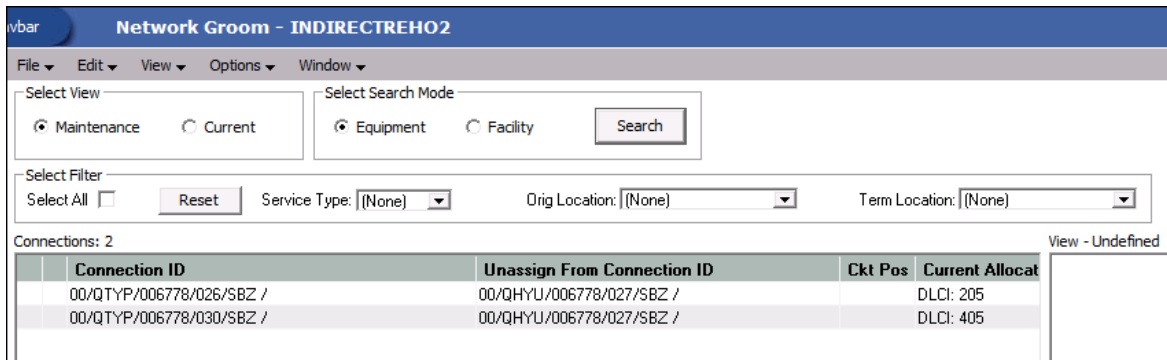 vbar Network Groom - INDIRECTREHO2
File Edit View Options Window
Select View Select Search Mode
Maintenance Current Equipment Facility Search
Select Filter
Select All Reset Service Type: (None) Orig Location: (None) Term Location: (None)
Connections: 2 View - Undefined
Connection ID Unassign From Connection ID Ckt Pos Current Allocat
00/QTYP/006778/026/SBZ / 00/QHYU/006778/027/SBZ / DLCI: 205
00/QTYP/006778/030/SBZ / 00/QHYU/006778/027/SBZ / DLCI: 405